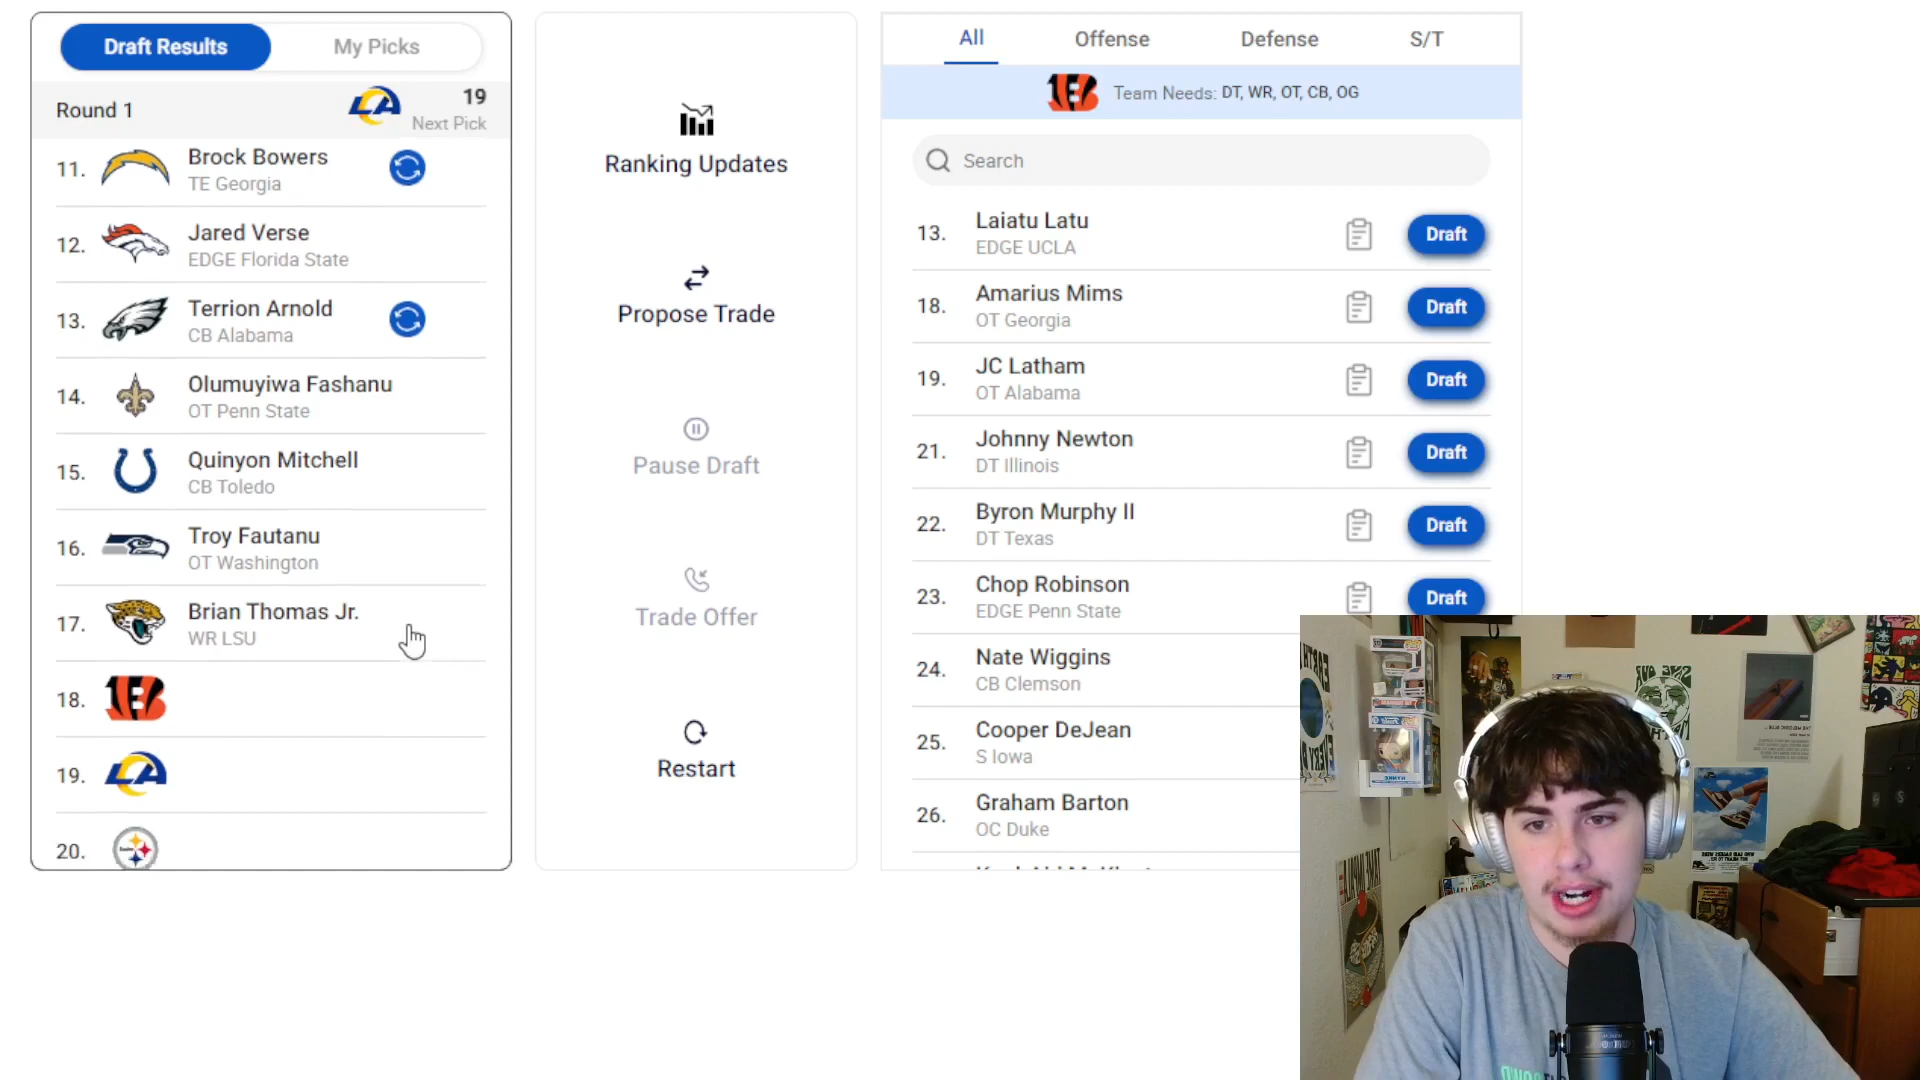 Draft Results
My Picks
Round 1
19
Next Pick
11.
Brock Bowers
TE Georgia
12.
Jared Verse
EDGE Florida State
13.
Terrion Arnold
CB Alabama
14.
Olumuyiwa Fashanu
OT Penn State
15.
Quinyon Mitchell
CB Toledo
16.
Troy Fautanu
OT Washington
17.
Brian Thomas Jr.
WR LSU
18.
19.
20.
Ranking Updates
Propose Trade
Pause Draft
Trade Offer
Restart
All
Offense
Defense
S/T
Team Needs: DT, WR, OT, CB, OG
Search
13.
Laiatu Latu
EDGE UCLA
Draft
18.
Amarius Mims
OT Georgia
Draft
19.
JC Latham
OT Alabama
Draft
21.
Johnny Newton
DT Illinois
Draft
22.
Byron Murphy II
DT Texas
Draft
23.
Chop Robinson
EDGE Penn State
Draft
24.
Nate Wiggins
CB Clemson
25.
Cooper DeJean
S Iowa
26.
Graham Barton
OC Duke